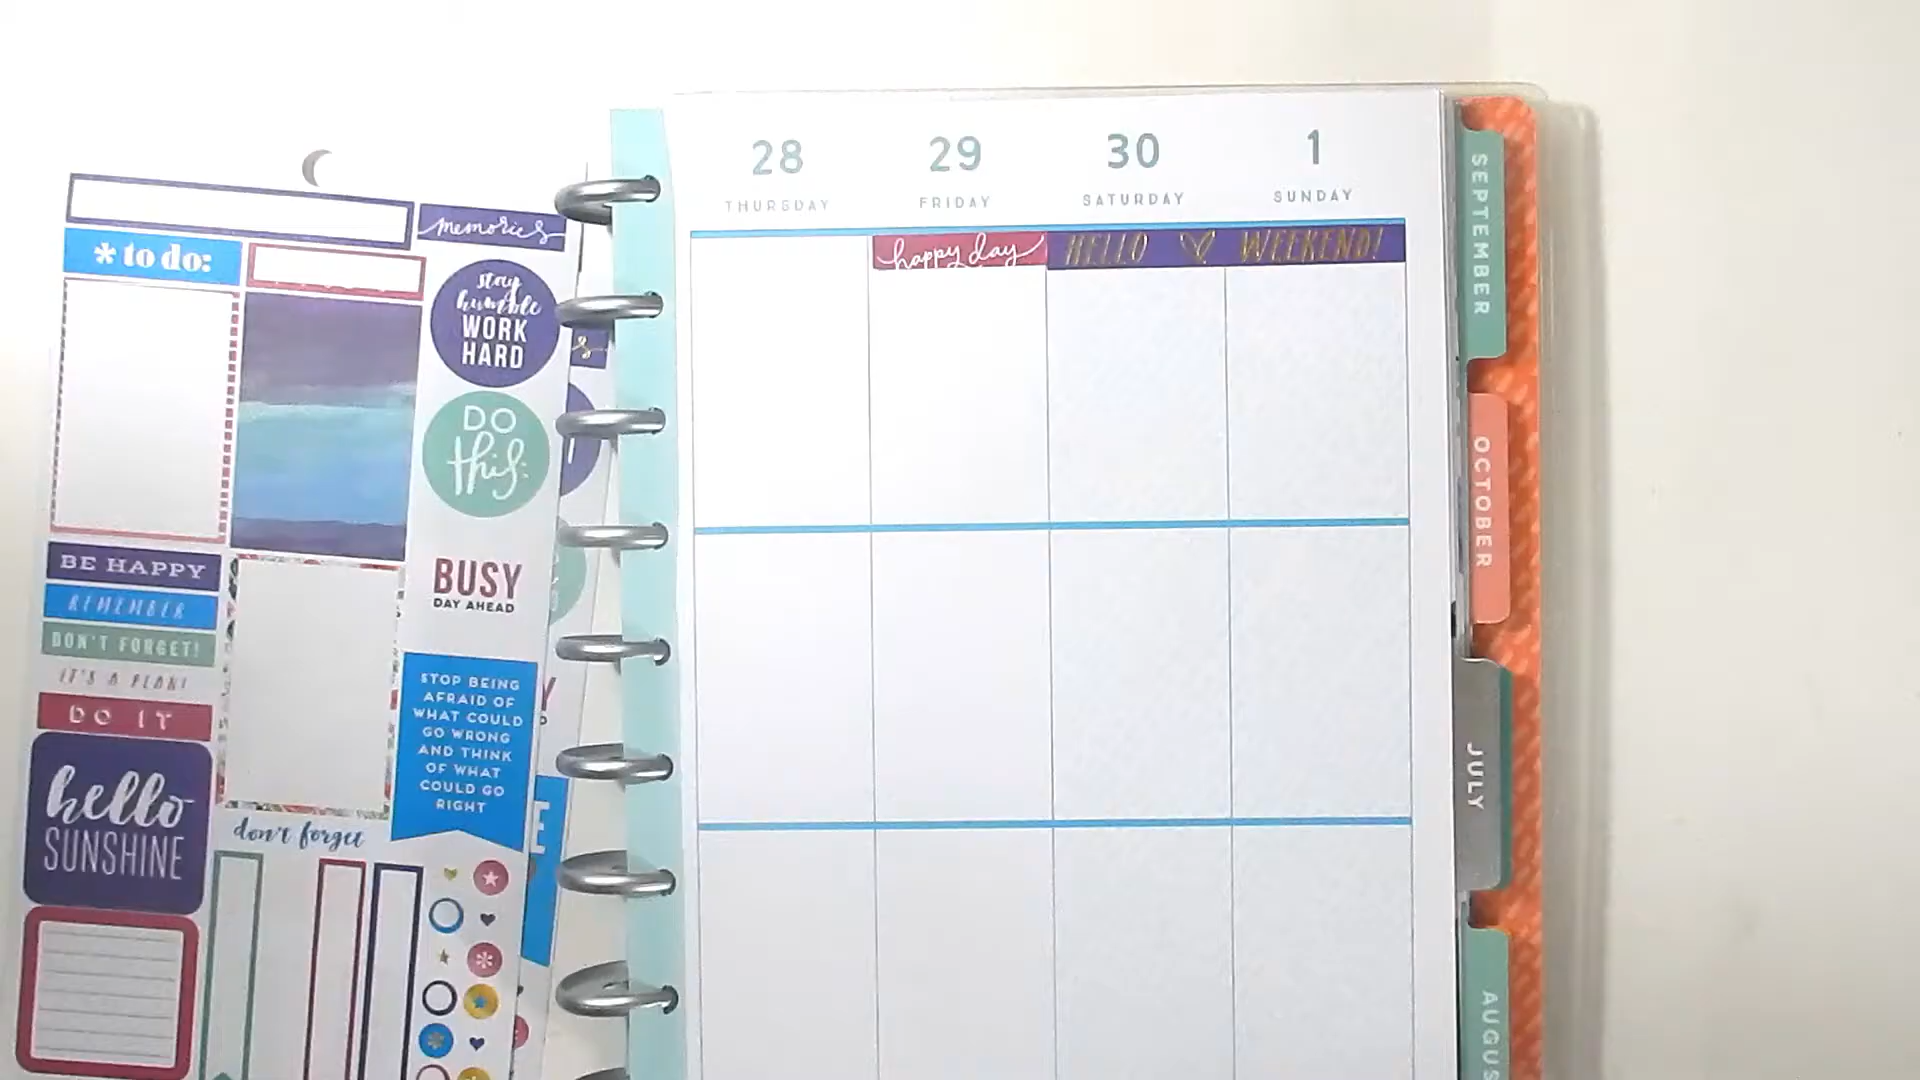 memories
* to do:
stay
humble
WORK
HARD
DO
this:
BE HAPPY
REMEMBER
DON'T FORGET!
IT'S A PLAN!
DO IT
BUSY
DAY AHEAD
STOP BEING
AFRAID OF
WHAT COULD
GO WRONG
AND THINK
OF WHAT
COULD GO
RIGHT
hello
SUNSHINE
don't forget
28 29 30 1
THURSDAY FRIDAY SATURDAY SUNDAY
happy day HELLO WEEKEND!
SEPTEMBER
OCTOBER
JULY
AUGUS